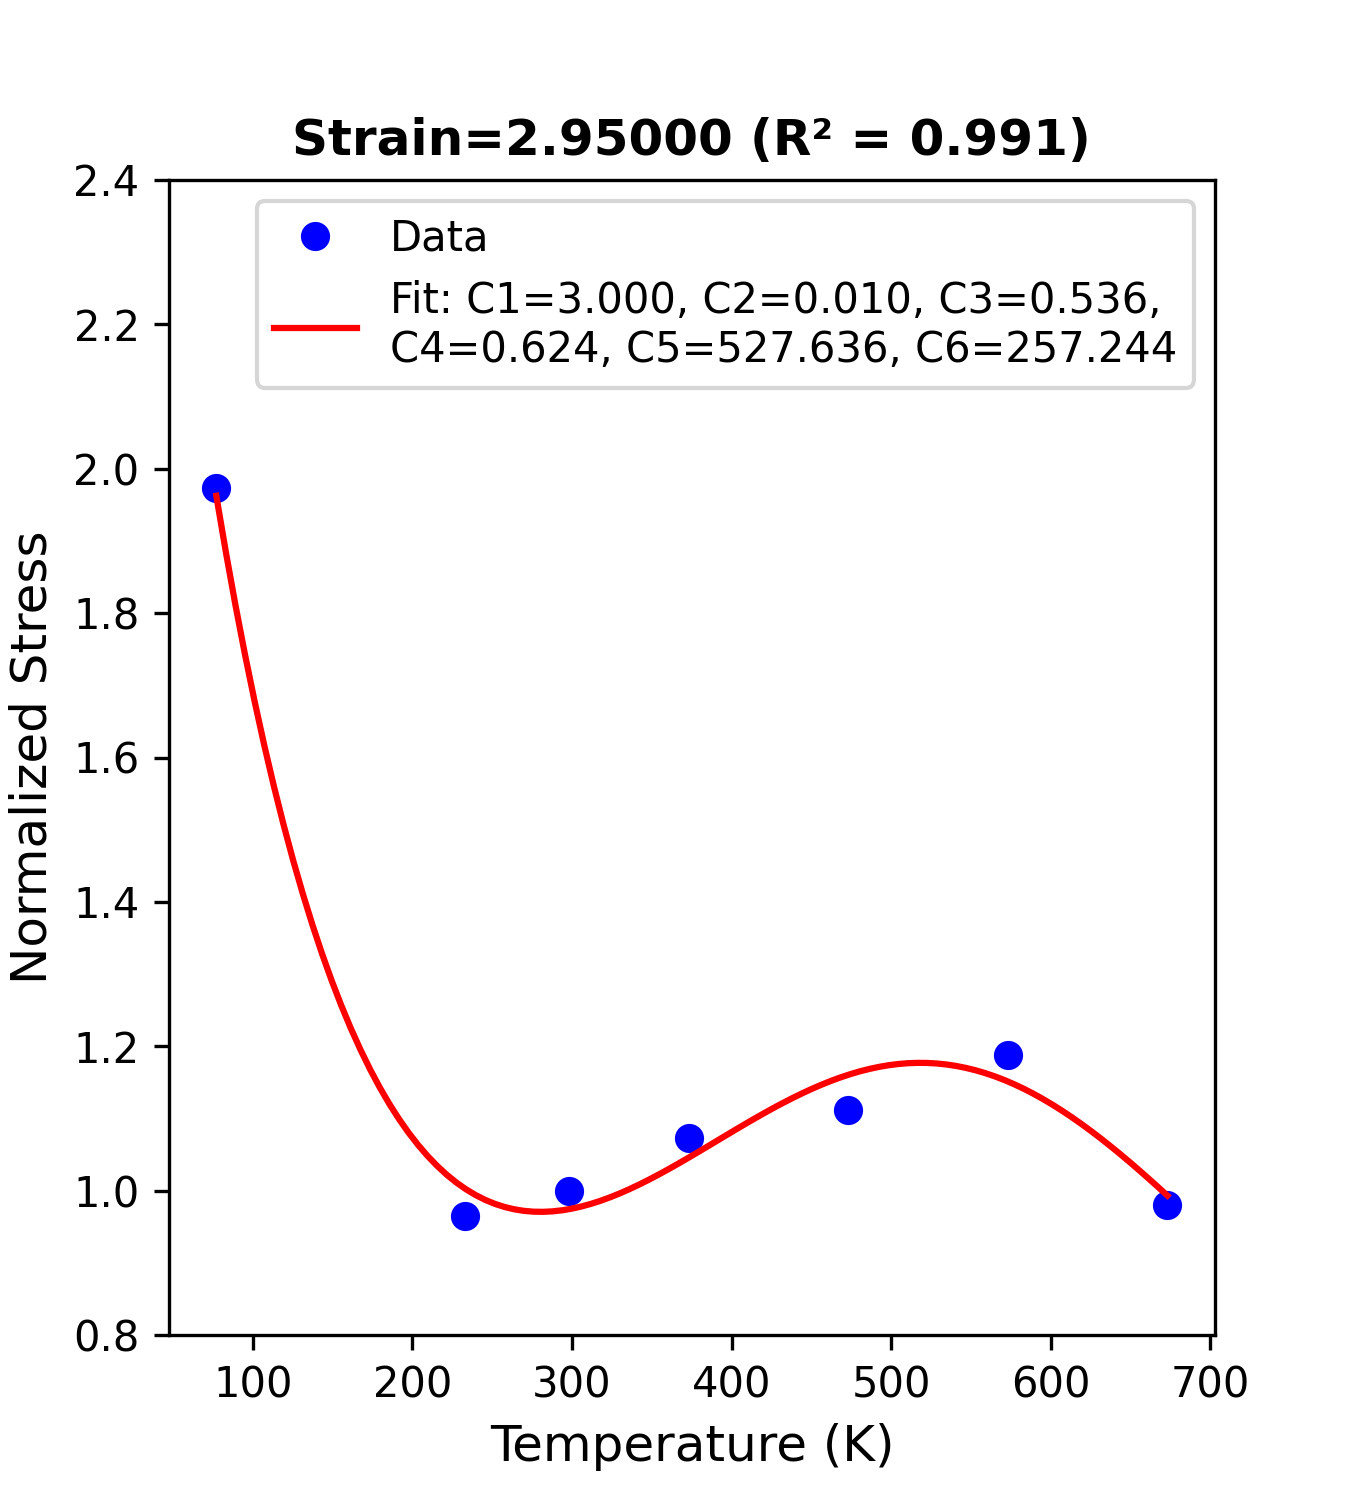 Strain=2.95000 (R² = 0.991)
Data
Fit: C1=3.000, C2=0.010, C3=0.536,
C4=0.624, C5=527.636, C6=257.244
Normalized Stress
2.4
2.2
2.0
1.8
1.6
1.4
1.2
1.0
0.8
100 200 300 400 500 600 700
Temperature (K)